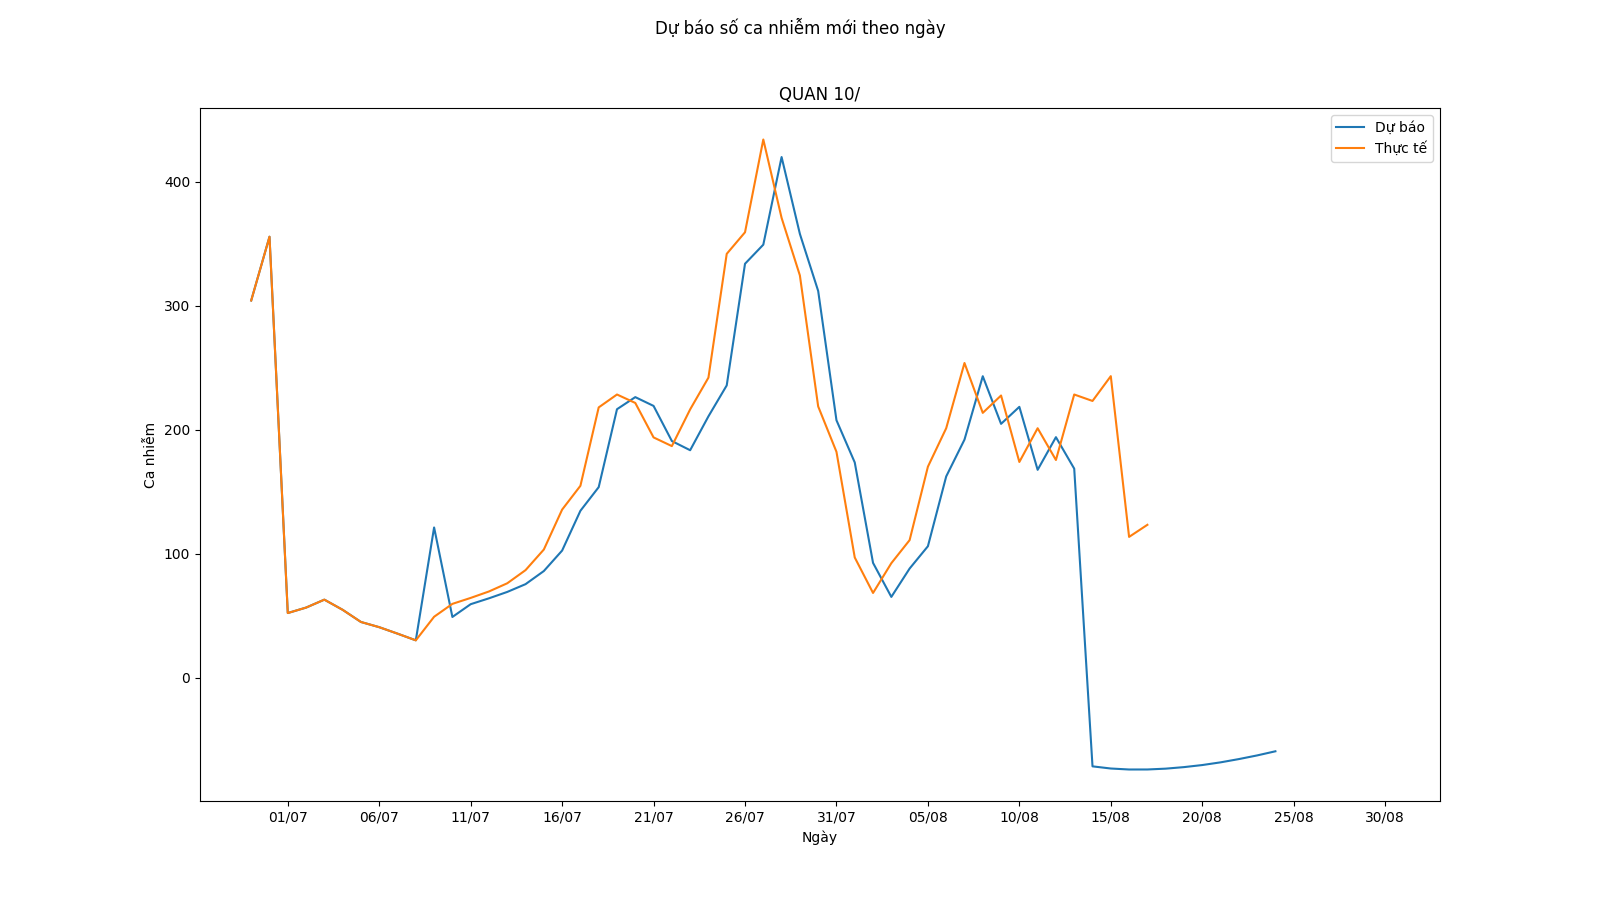 Dự báo số ca nhiễm mới theo ngày
QUAN 10/
Dự báo
Thực tế
400
300
200
100
0
Ca nhiễm
01/07 06/07 11/07 16/07 21/07 26/07 31/07 05/08 10/08 15/08 20/08 25/08 30/08
Ngày